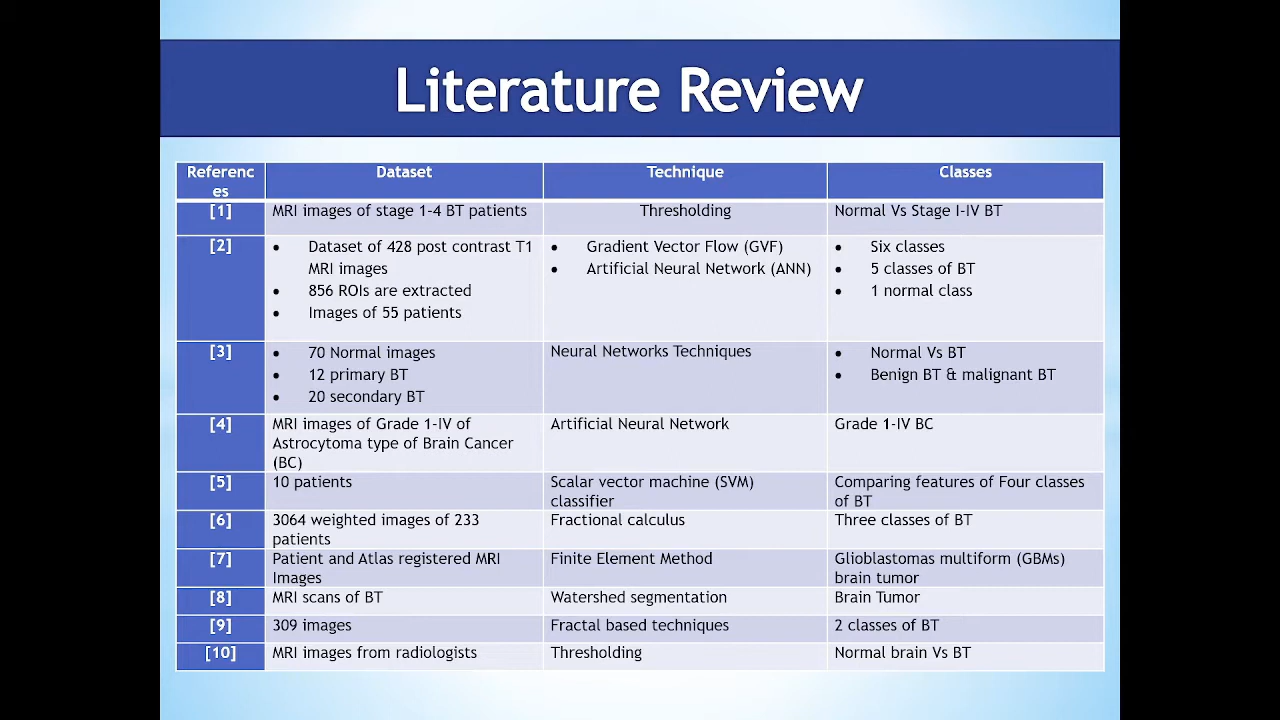 Literature Review
Referenc
es
Dataset
Technique
Classes
[1]
MRI images of stage 1-4 BT patients
Thresholding
Normal Vs Stage I-IV BT
[2]
• Dataset of 428 post contrast T1
MRI images
• 856 ROIs are extracted
• Images of 55 patients
• Gradient Vector Flow (GVF)
• Artificial Neural Network (ANN)
• Six classes
• 5 classes of BT
• 1 normal class
[3]
• 70 Normal images
• 12 primary BT
• 20 secondary BT
Neural Networks Techniques
• Normal Vs BT
• Benign BT & malignant BT
[4]
MRI images of Grade 1-IV of
Astrocytoma type of Brain Cancer
(BC)
Artificial Neural Network
Grade 1-IV BC
[5]
10 patients
Scalar vector machine (SVM)
classifier
Comparing features of Four classes
of BT
[6]
3064 weighted images of 233
patients
Fractional calculus
Three classes of BT
[7]
Patient and Atlas registered MRI
Images
Finite Element Method
Glioblastomas multiform (GBMs)
brain tumor
[8]
MRI scans of BT
Watershed segmentation
Brain Tumor
[9]
309 images
Fractal based techniques
2 classes of BT
[10]
MRI images from radiologists
Thresholding
Normal brain Vs BT